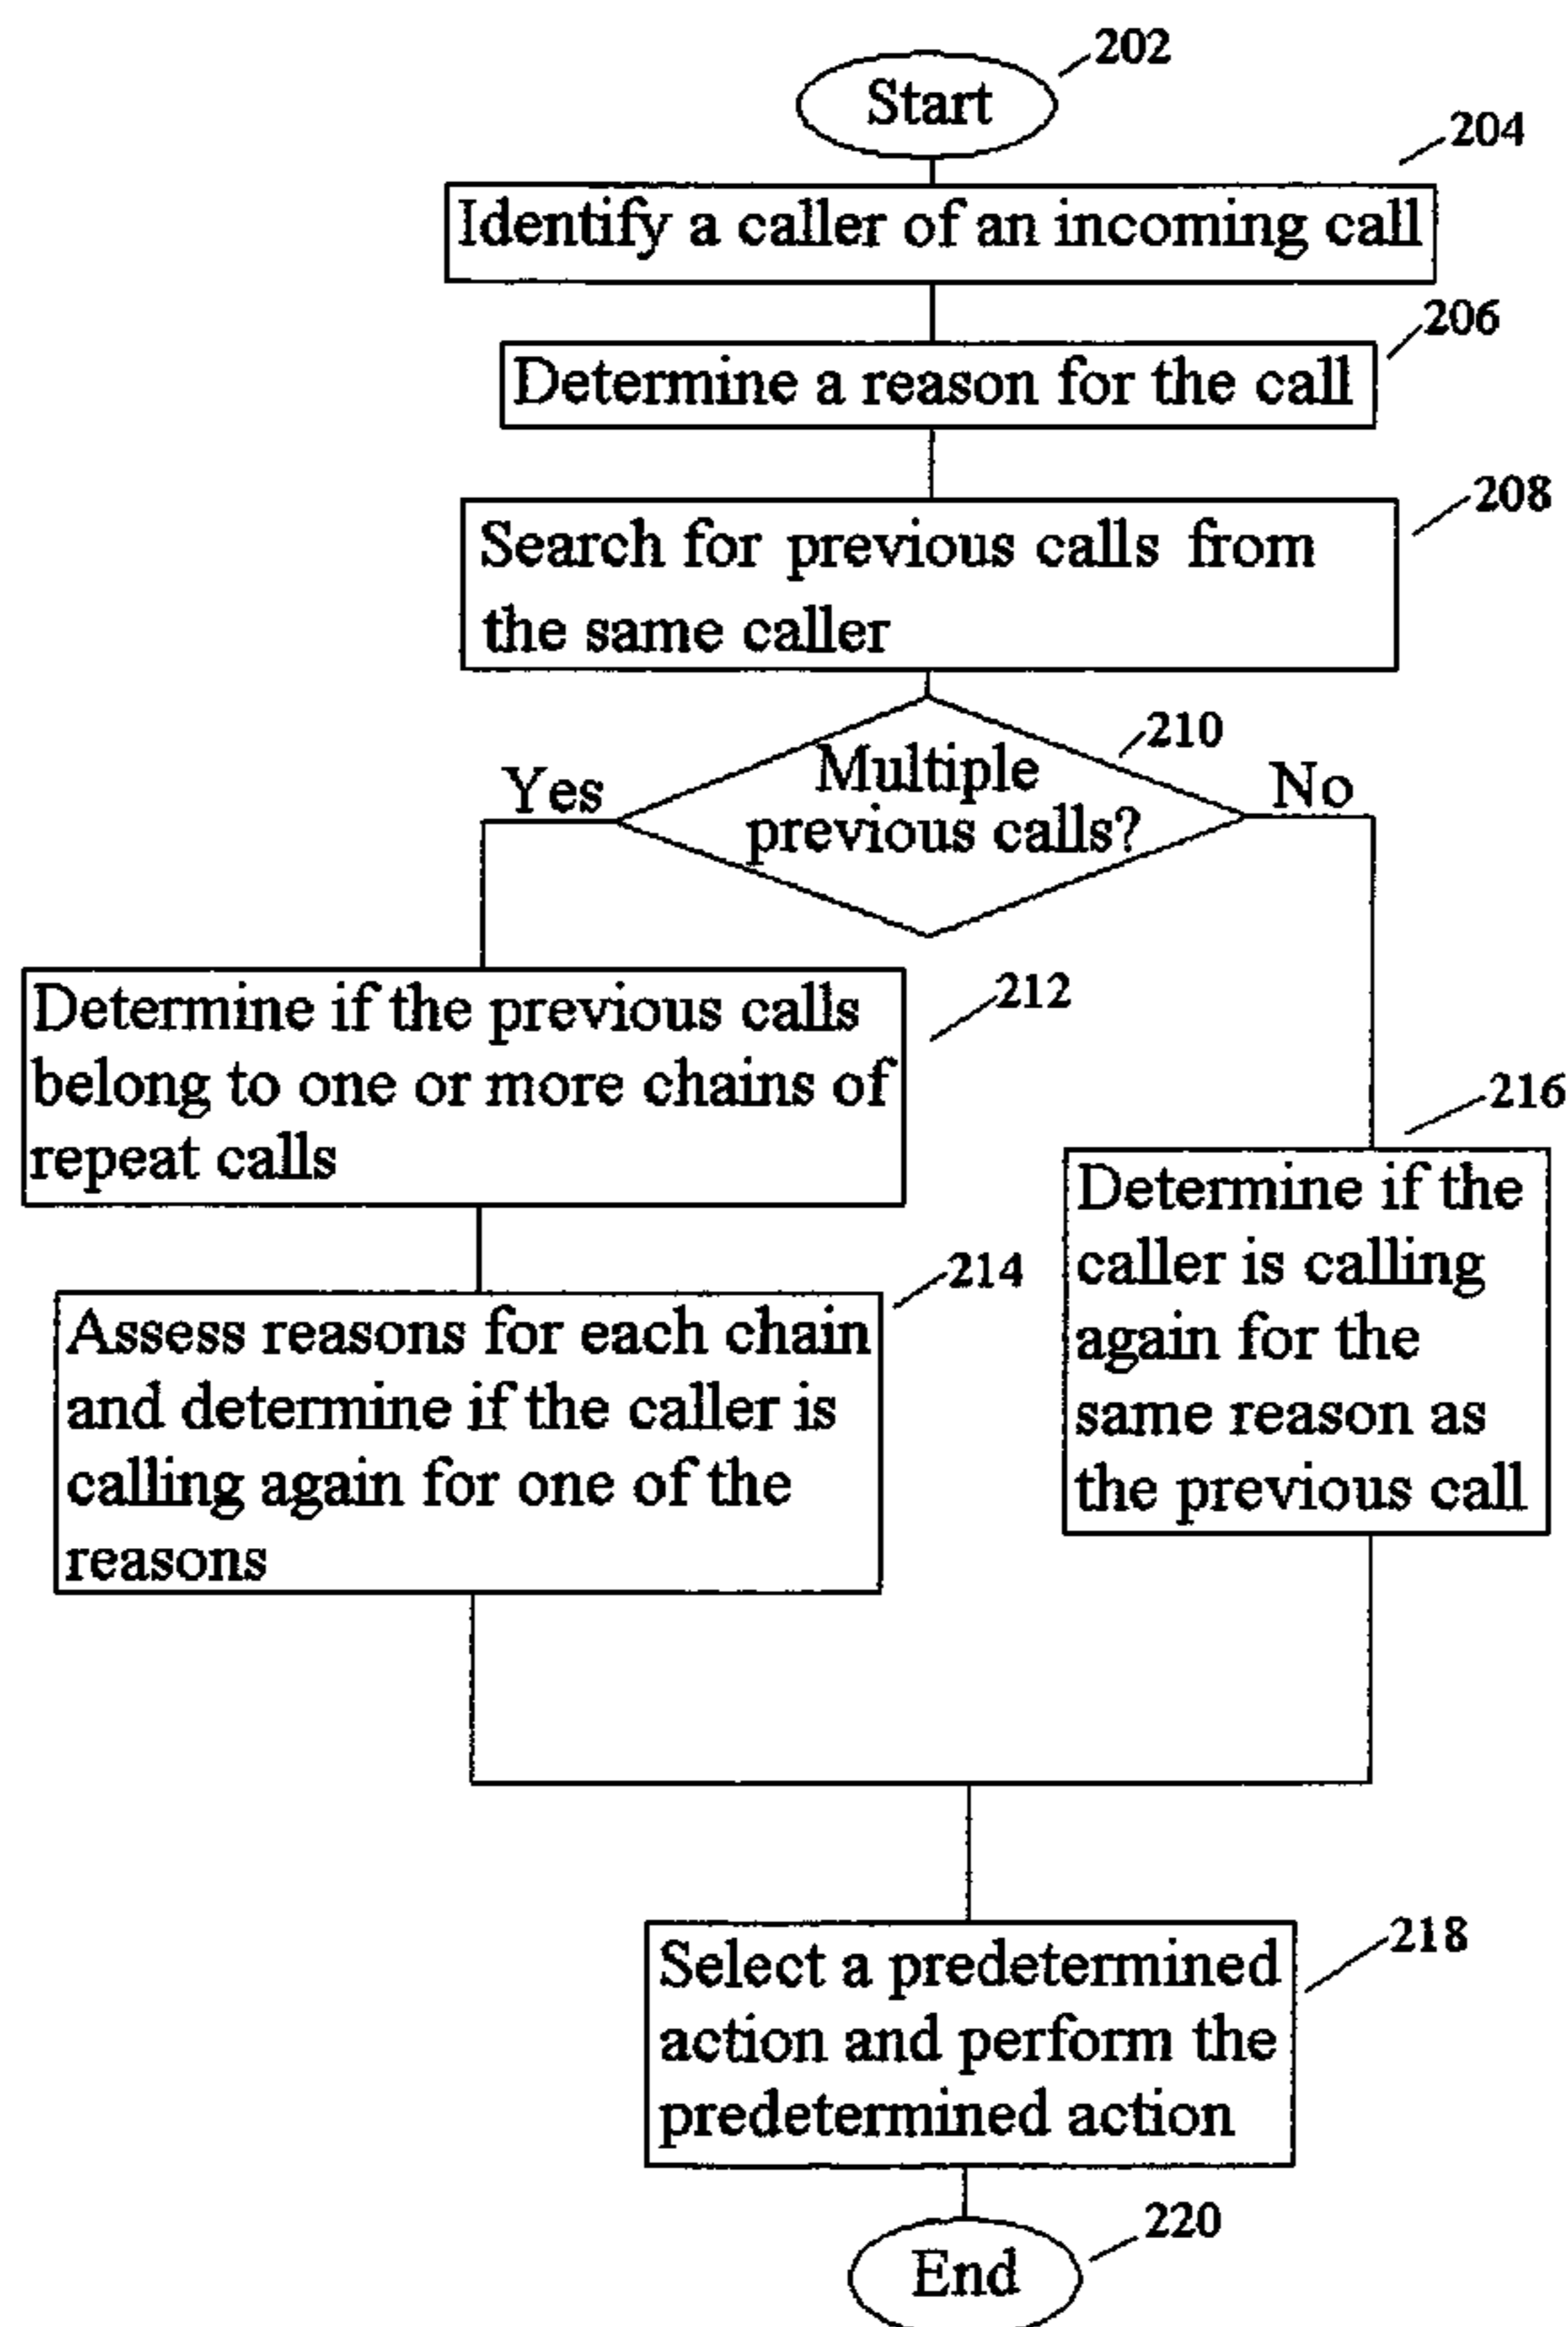 202
Start
204
Identify a caller of an incoming call
206
Determine a reason for the call
208
Search for previous calls from
the same caller
210
Multiple
previous calls?
Yes
No
212
Determine if the previous calls
belong to one or more chains of
repeat calls
214
Assess reasons for each chain
and determine if the caller is
calling again for one of the
reasons
216
Determine if the
caller is calling
again for the
same reason as
the previous call
218
Select a predetermined
action and perform the
predetermined action
220
End